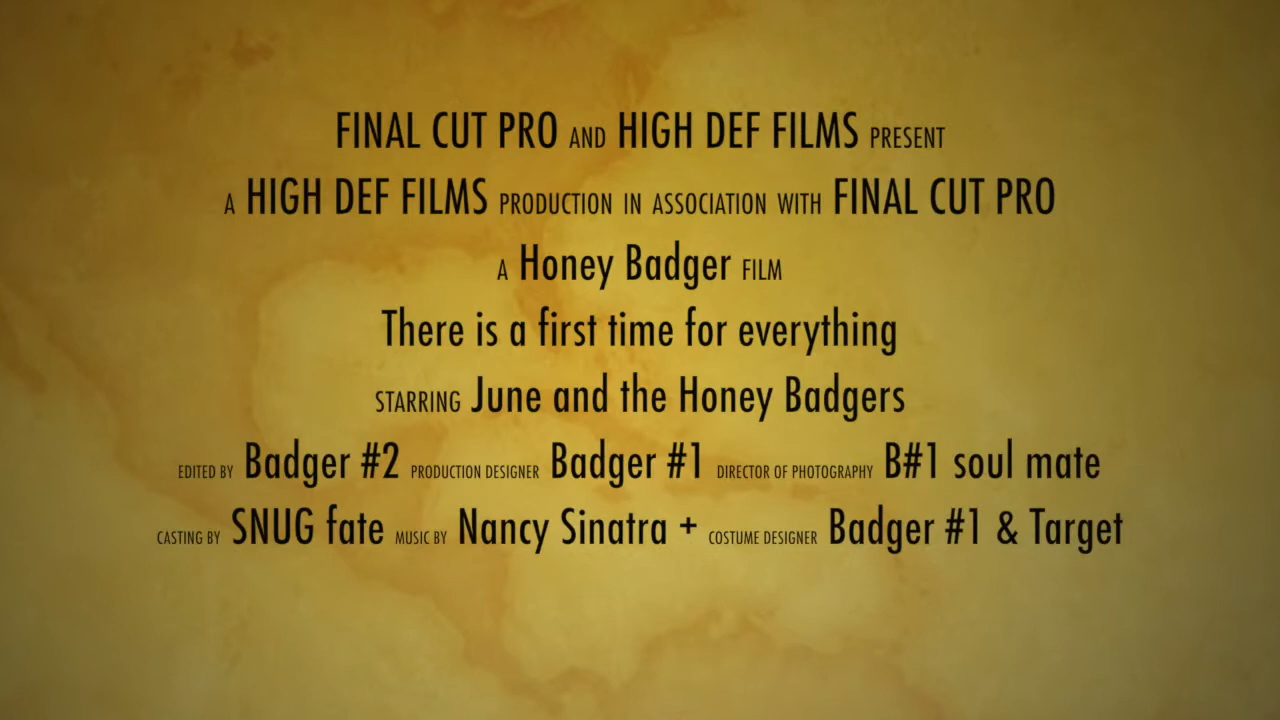 FINAL CUT PRO AND HIGH DEF FILMS PRESENT
A HIGH DEF FILMS PRODUCTION IN ASSOCIATION WITH FINAL CUT PRO
A Honey Badger FILM
There is a first time for everything
STARRING June and the Honey Badgers
EDITED BY Badger #2 PRODUCTION DESIGNER Badger #1 DIRECTOR OF PHOTOGRAPHY B#1 soul mate
CASTING BY SNUG fate MUSIC BY Nancy Sinatra + COSTUME DESIGNER Badger #1 & Target